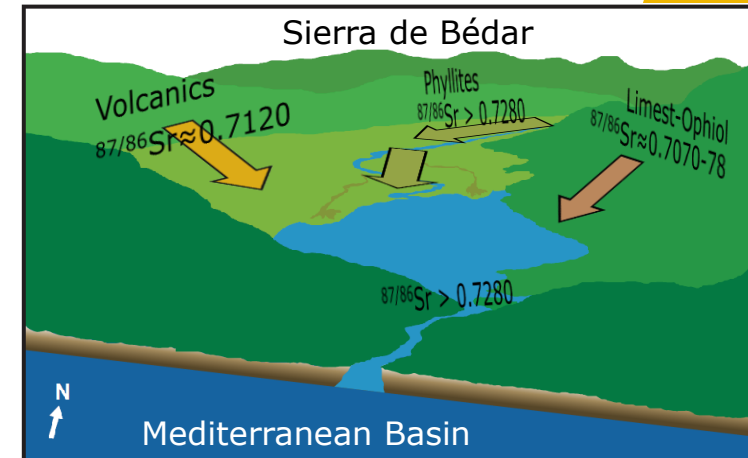 Sierra de Bédar
Volcanics
87/86Sr≈0.7120
Phyllites
87/86Sr > 0.7280
Limest-Ophiol
87/86Sr≈0.7070-78
87/86Sr > 0.7280
N
Mediterranean Basin